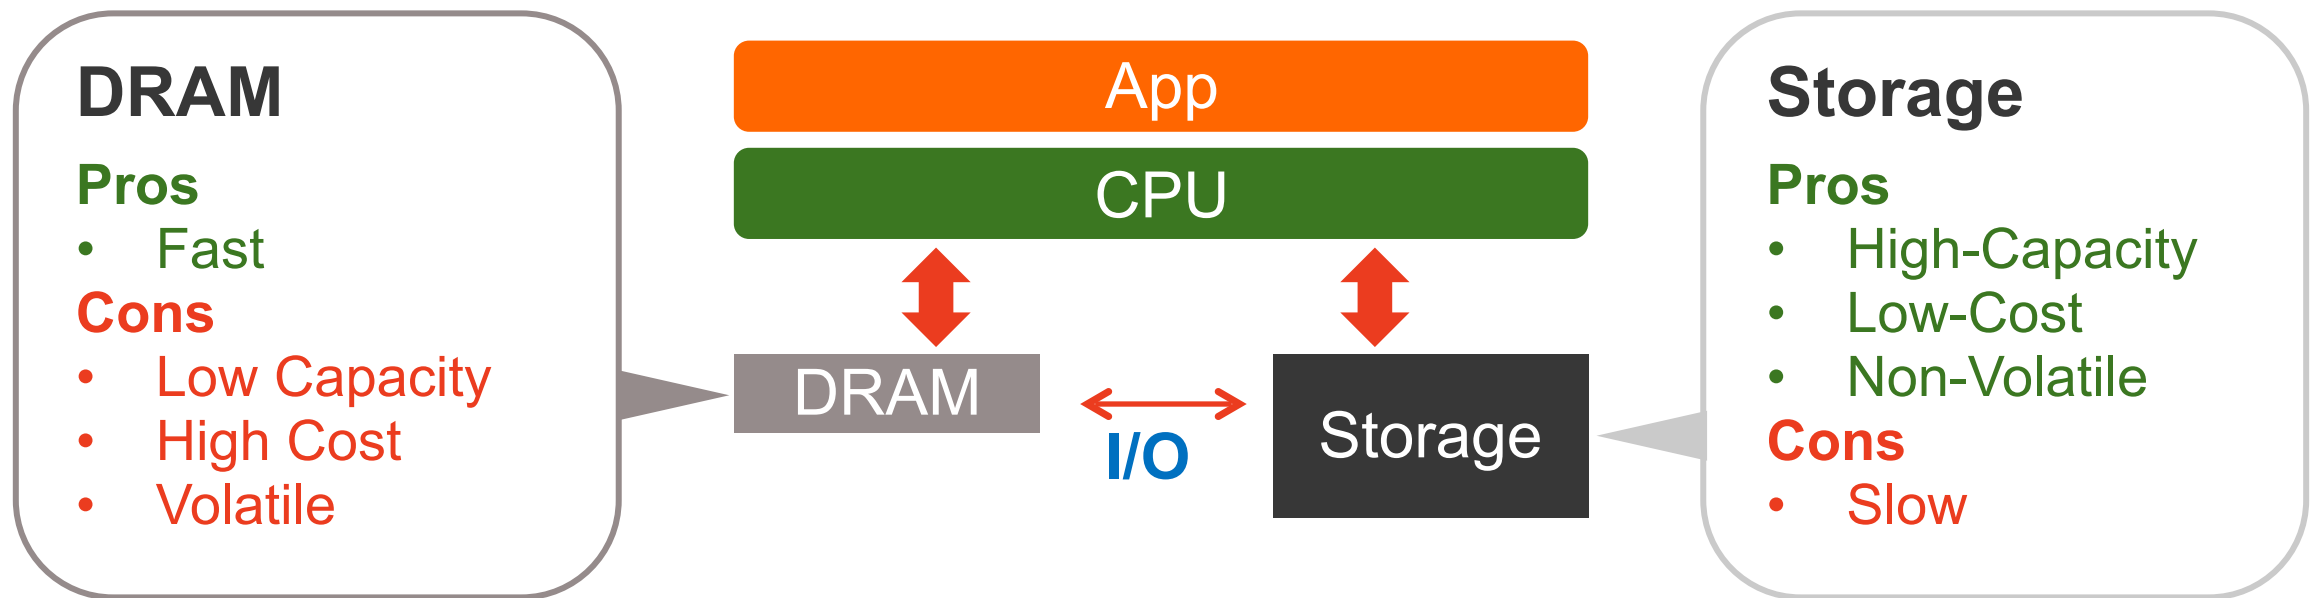 DRAM
Pros
• Fast
Cons
• Low Capacity
• High Cost
• Volatile
App
CPU
DRAM
I/O
Storage
Storage
Pros
• High-Capacity
• Low-Cost
• Non-Volatile
Cons
• Slow